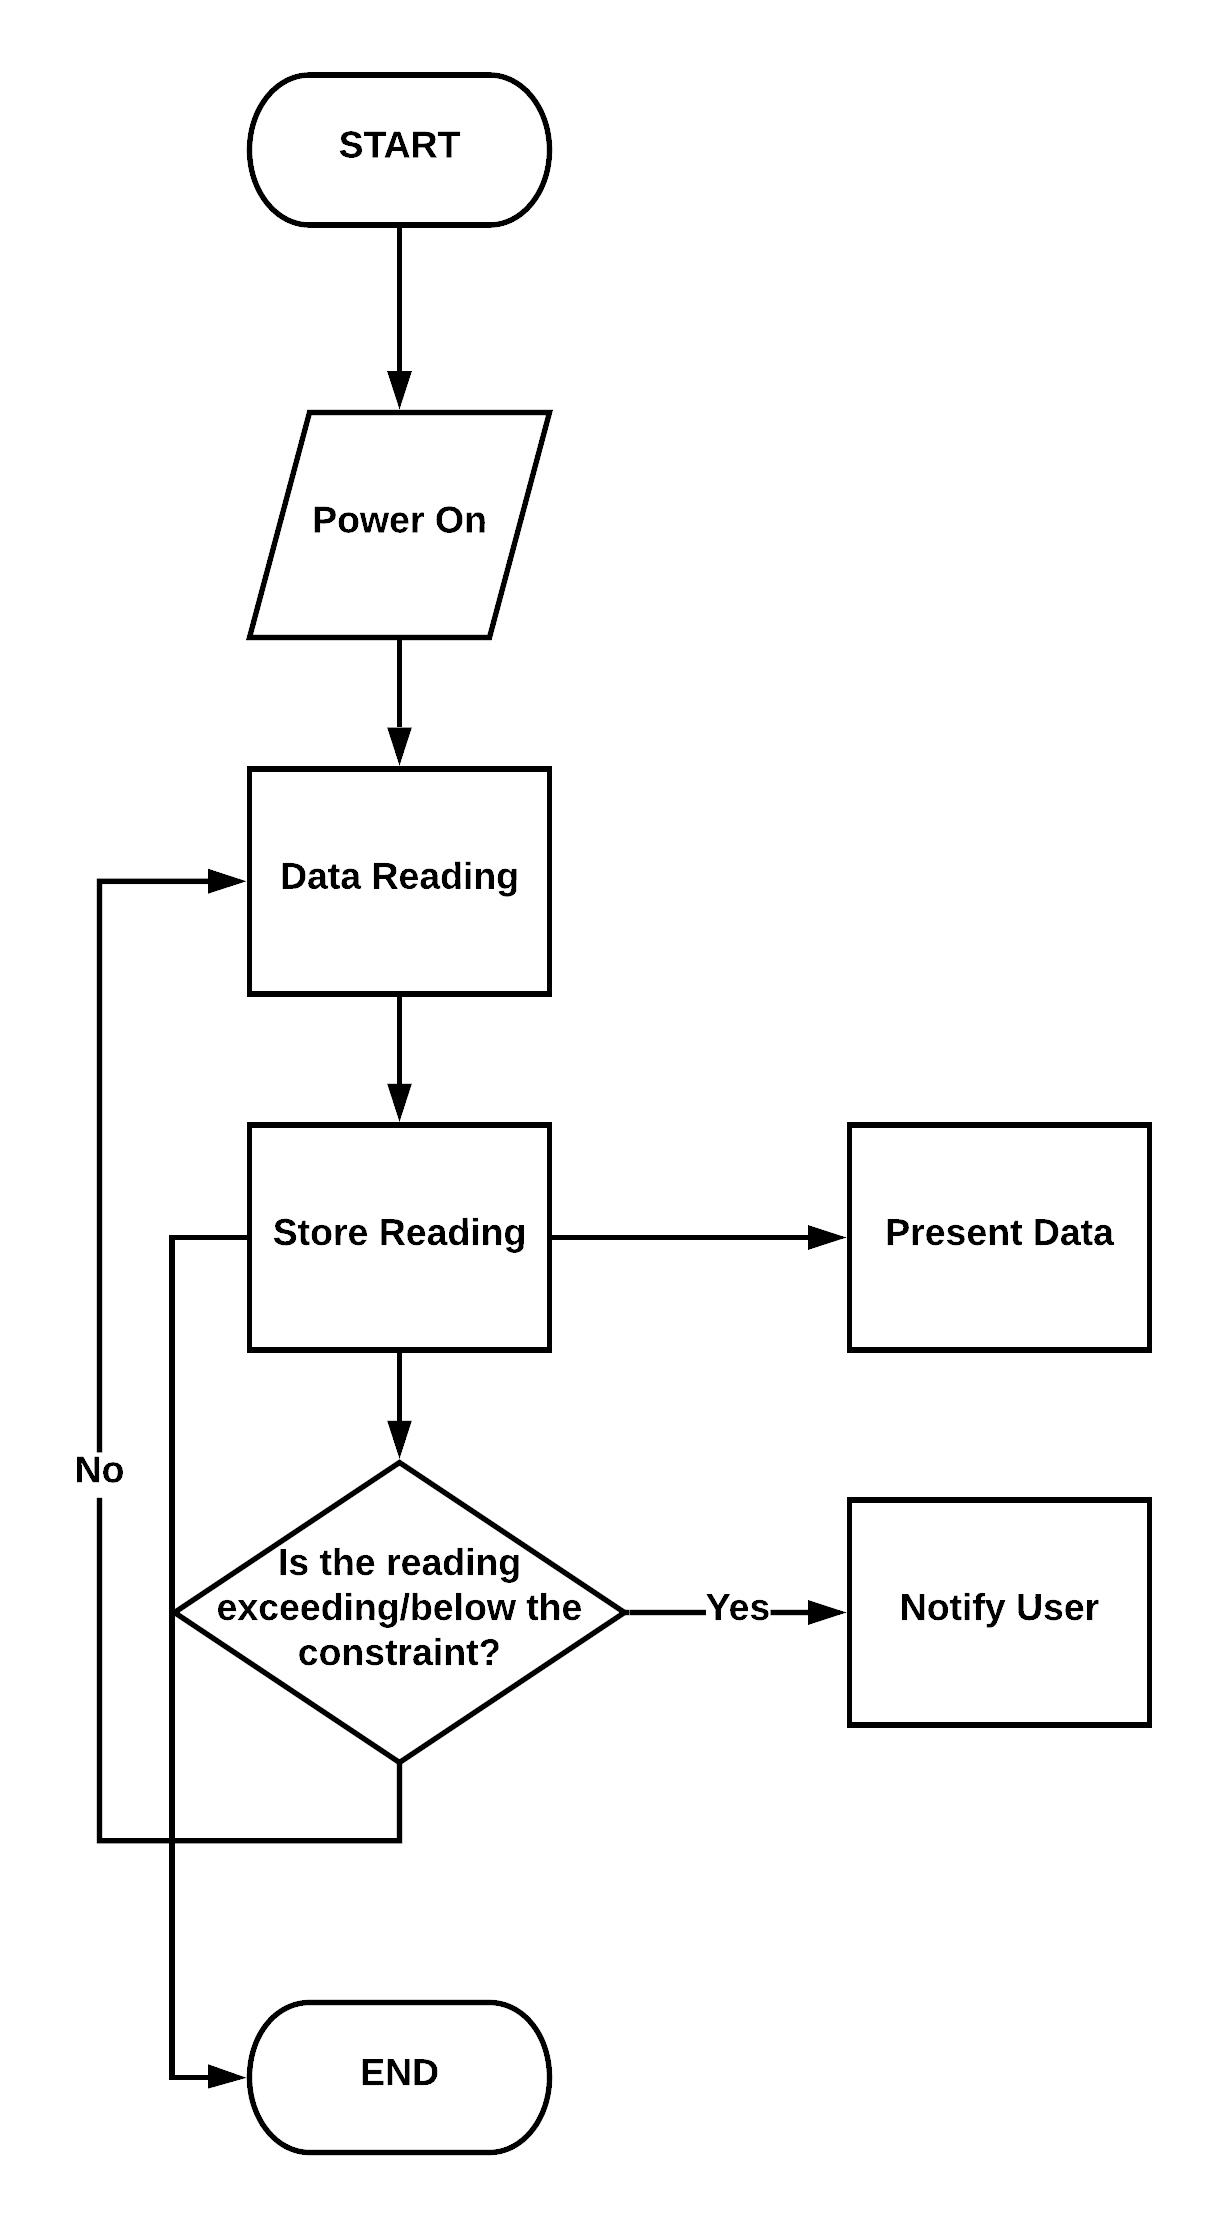 START
Power On
Data Reading
Store Reading
Present Data
No
Is the reading
exceeding/below the
constraint?
Yes
Notify User
END